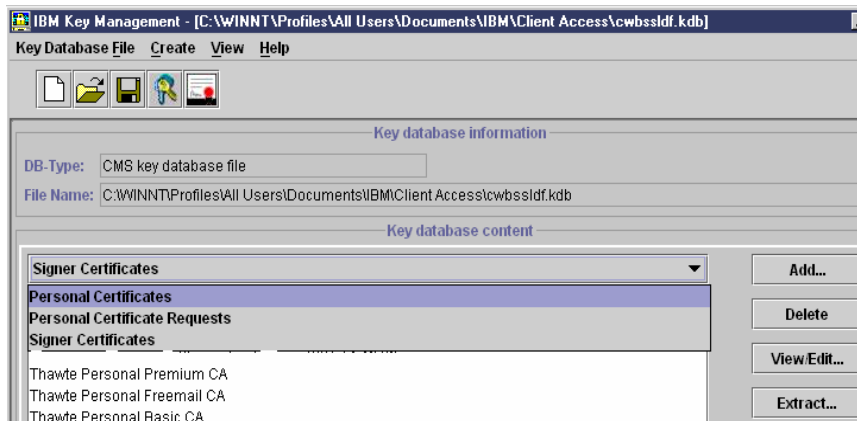 IBM Key Management - [C:\WINNT\Profiles\All Users\Documents\IBM\Client Access\cwbssldf.kdb]
Key Database File Create View Help
Key database information
DB-Type: CMS key database file
File Name: C:\WINNT\Profiles\All Users\Documents\IBM\Client Access\cwbssldf.kdb
Key database content
Signer Certificates
Add...
Personal Certificates
Personal Certificate Requests
Delete
Signer Certificates
View/Edit...
Thawte Personal Premium CA
Thawte Personal Freemail CA
Extract...
Thawte Personal Basic CA